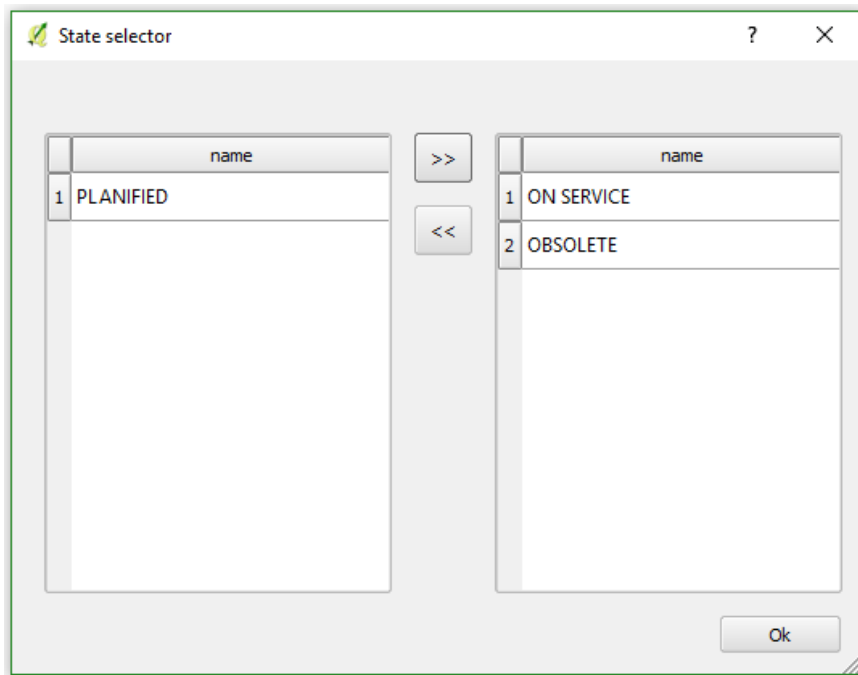 State selector ? ×
name >> name
1 PLANIFIED 1 ON SERVICE
<< 2 OBSOLETE
Ok